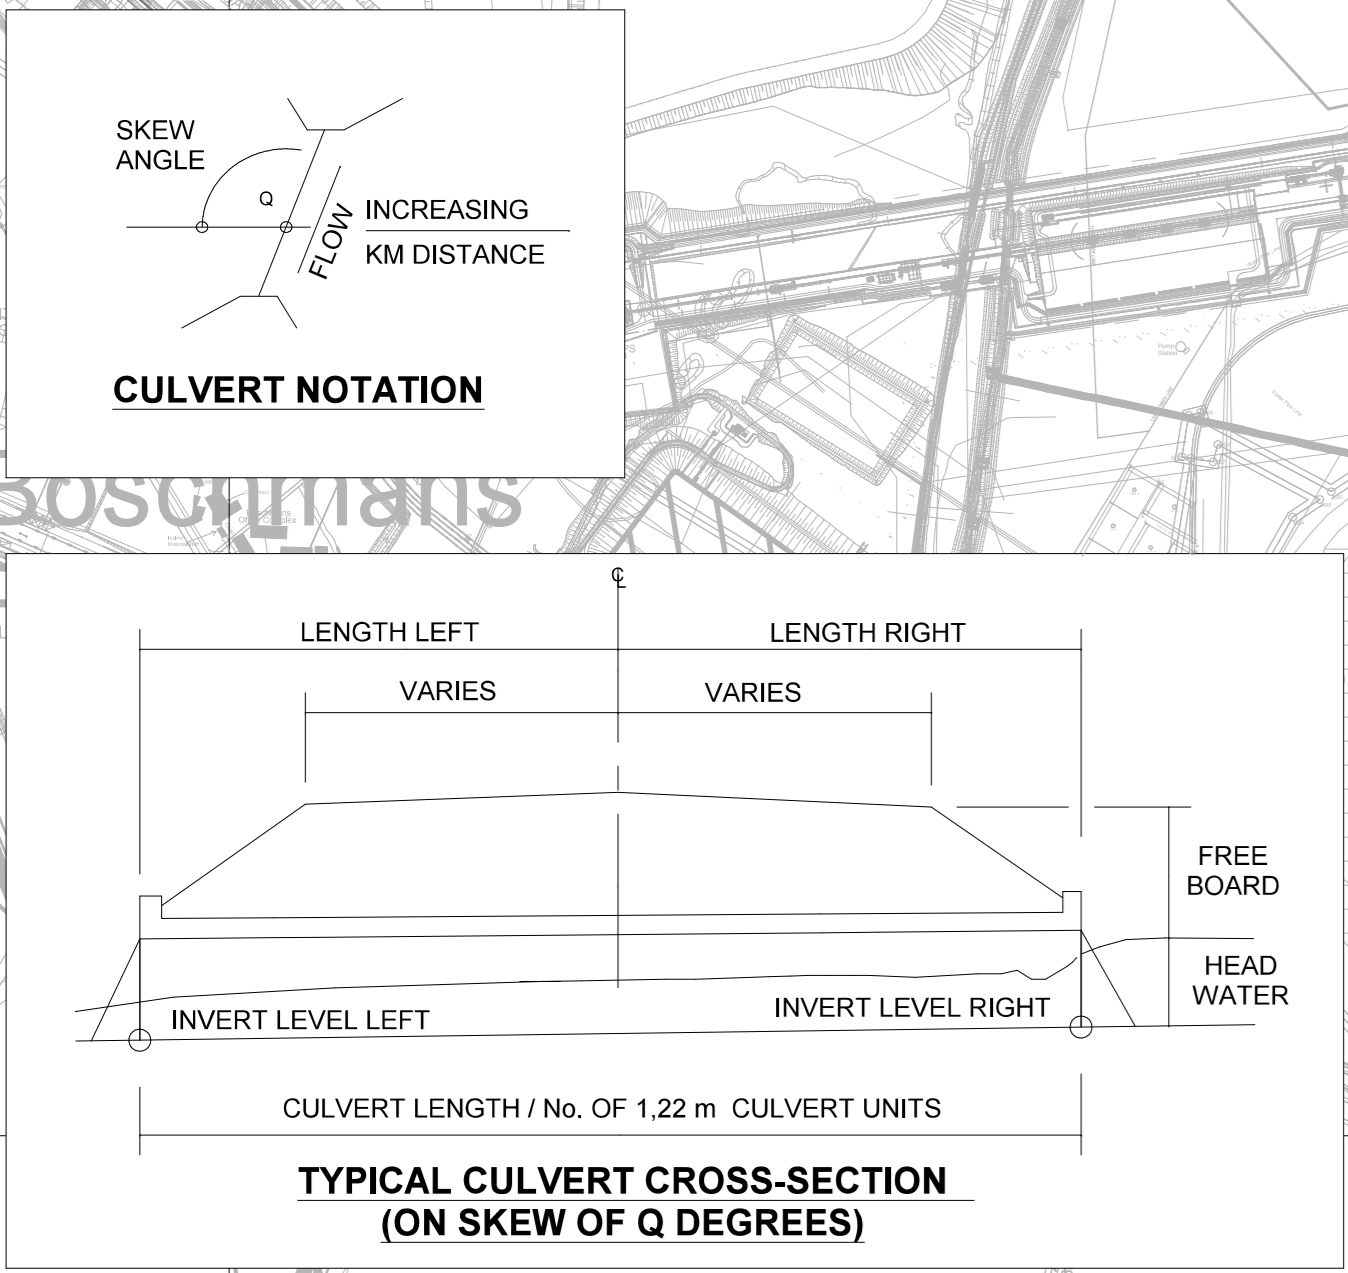 SKEW
ANGLE
Q
FLOW
INCREASING
KM DISTANCE
CULVERT NOTATION
Boschmans
Pump
Station
℄
LENGTH LEFT
LENGTH RIGHT
VARIES
VARIES
FREE
BOARD
HEAD
WATER
INVERT LEVEL LEFT
INVERT LEVEL RIGHT
CULVERT LENGTH / No. OF 1,22 m CULVERT UNITS
TYPICAL CULVERT CROSS-SECTION
(ON SKEW OF Q DEGREES)